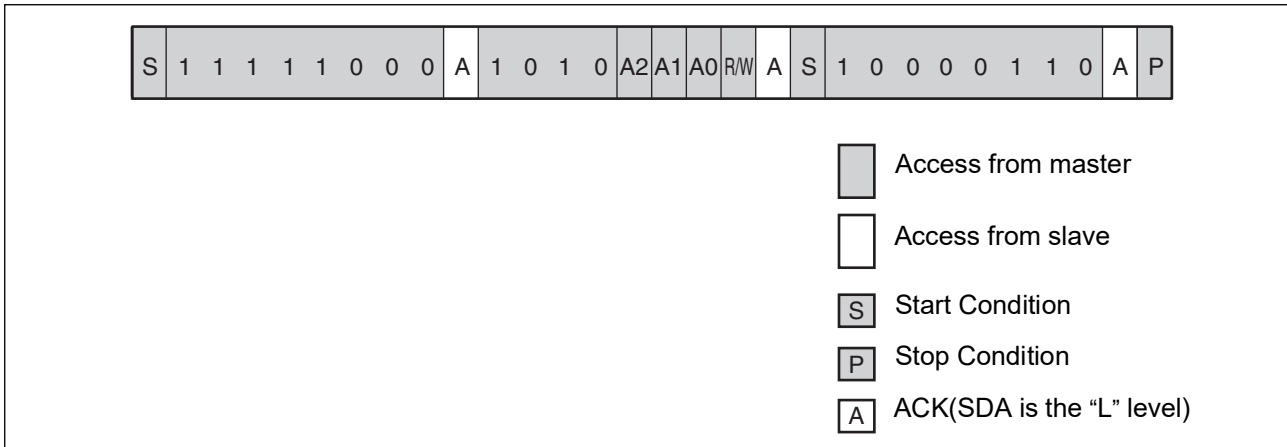 S 1 1 1 1 1 0 0 0 A 1 0 1 0 A2 A1 A0 R/W A S 1 0 0 0 0 1 1 0 A P
Access from master
Access from slave
S Start Condition
P Stop Condition
A ACK(SDA is the “L” level)